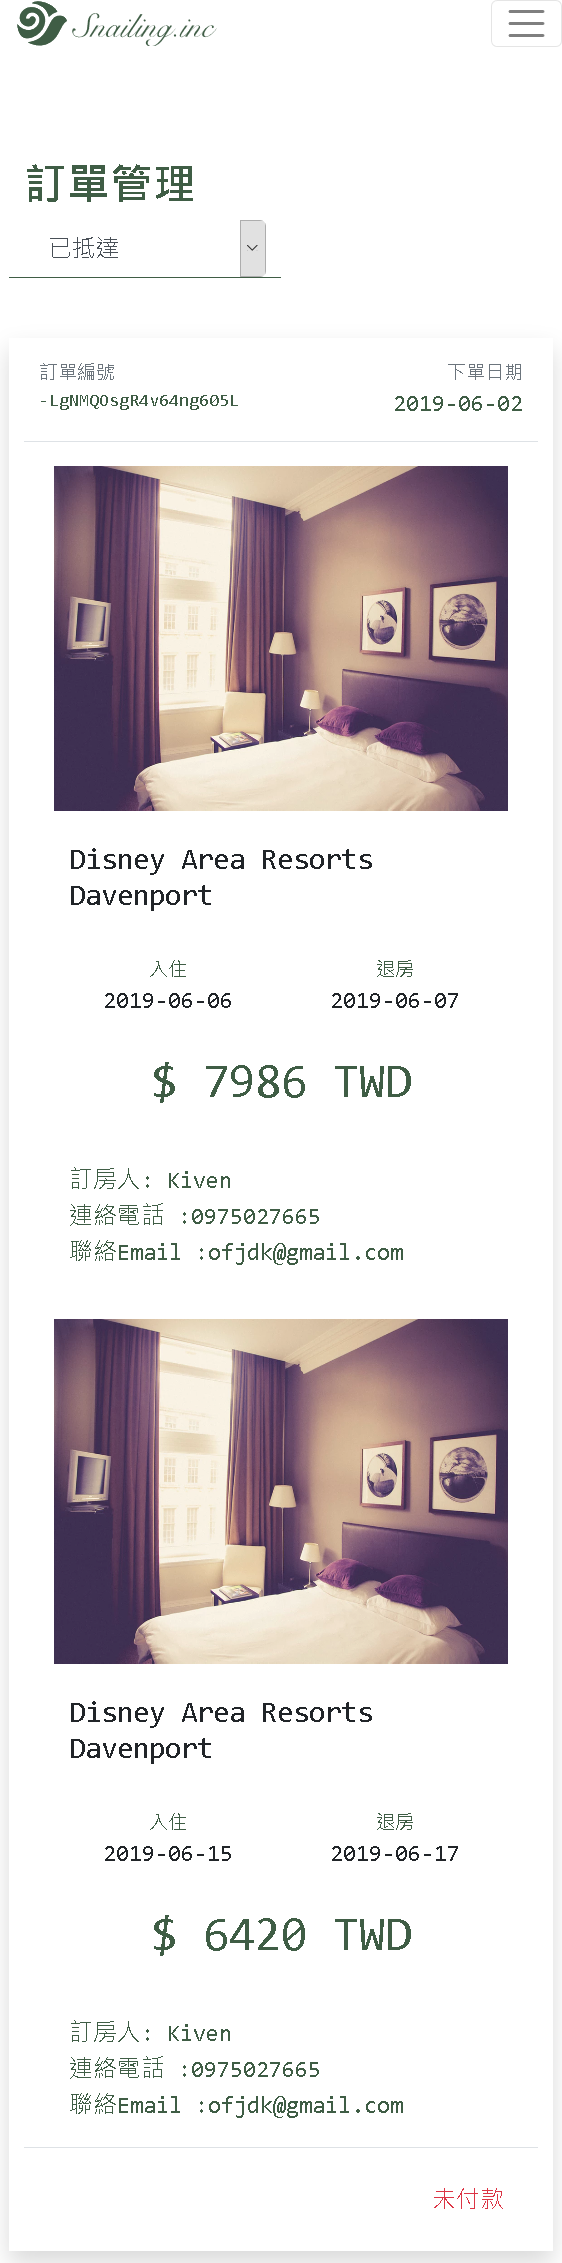 Snailing.inc
訂單管理
已抵達
訂單編號
下單日期
-LgNMQOsgR4v64ng605L
2019-06-02
Disney Area Resorts
Davenport
入住
退房
2019-06-06
2019-06-07
$ 7986 TWD
訂房人: Kiven
連絡電話 :0975027665
聯絡Email :ofjdk@gmail.com
Disney Area Resorts
Davenport
入住
退房
2019-06-15
2019-06-17
$ 6420 TWD
訂房人: Kiven
連絡電話 :0975027665
聯絡Email :ofjdk@gmail.com
未付款